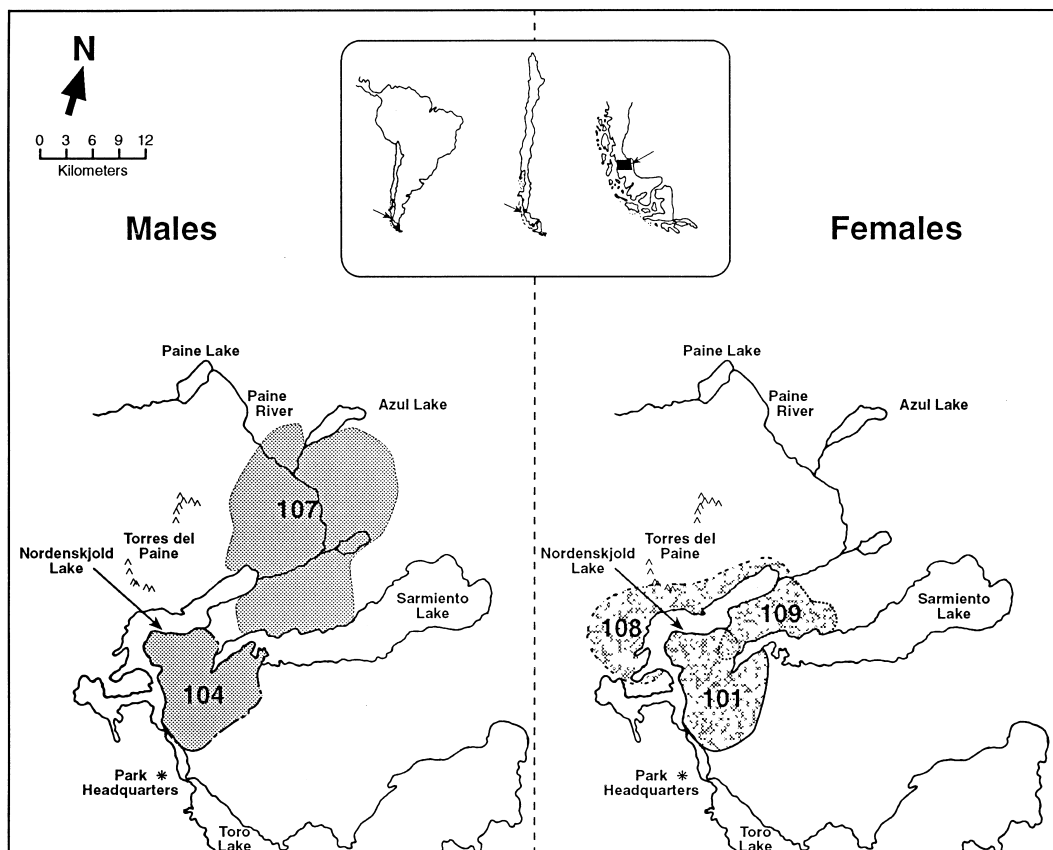 N
0 3 6 9 12
Kilometers
Males
Females
Paine Lake
Paine
River
Azul Lake
107
Torres del
Paine
Nordenskjold
Lake
Sarmiento
Lake
104
Park
Headquarters
Toro
Lake
Paine Lake
Paine
River
Azul Lake
Torres del
Paine
Nordenskjold
Lake
108
109
Sarmiento
Lake
101
Park
Headquarters
Toro
Lake